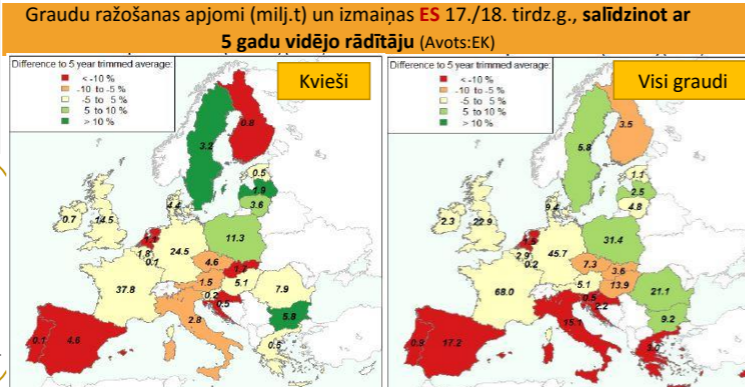 Graudu ražošanas apjomi (milj.t) un izmaiņas ES 17./18. tirdz.g., salīdzinot ar
5 gadu vidējo rādītāju (Avots:EK)
Difference to 5 year trimmed average:
< -10 %
-10 to -5%
-5 to 5%
5 to 10 %
> 10 %
Kvieši
0.8
3.2
0.5
1.9
3.6
4.4
0.7
14.5
1.8
0.1
24.5
11.3
4.6
1.5
5.1
37.8
0.2
0.5
7.9
5.8
2.8
0.1
4.6
0.5
Difference to 5 year trimmed average:
< -10 %
-10 to -5%
-5 to 5%
5 to 10 %
> 10 %
Visi graudi
3.5
5.8
1.1
2.5
4.8
9.4
2.3
22.9
2.9
0.2
45.7
31.4
7.3
3.6
5.1
13.9
68.0
0.5
2.2
21.1
9.2
15.1
17.2